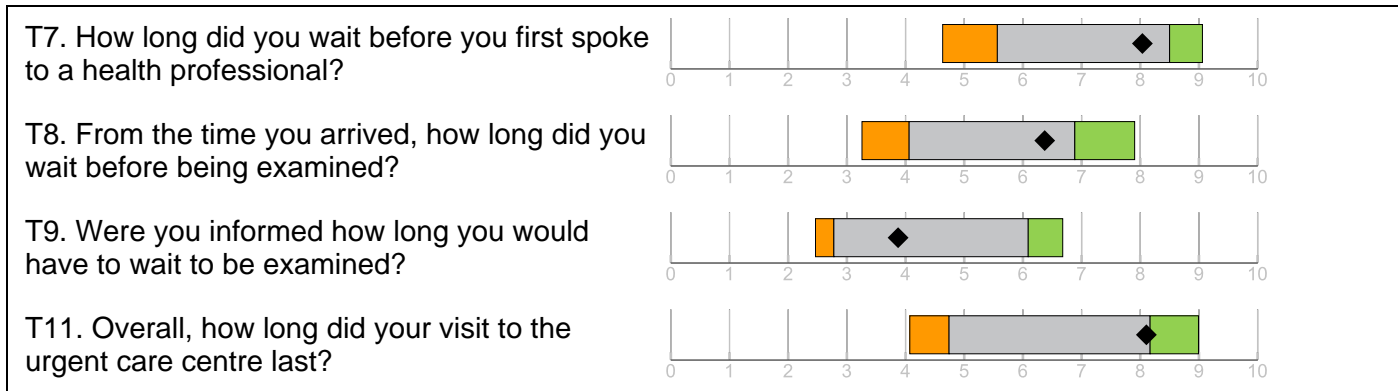 T7. How long did you wait before you first spoke
to a health professional?
0 1 2 3 4 5 6 7 8 9 10
T8. From the time you arrived, how long did you
wait before being examined?
0 1 2 3 4 5 6 7 8 9 10
T9. Were you informed how long you would
have to wait to be examined?
0 1 2 3 4 5 6 7 8 9 10
T11. Overall, how long did your visit to the
urgent care centre last?
0 1 2 3 4 5 6 7 8 9 10